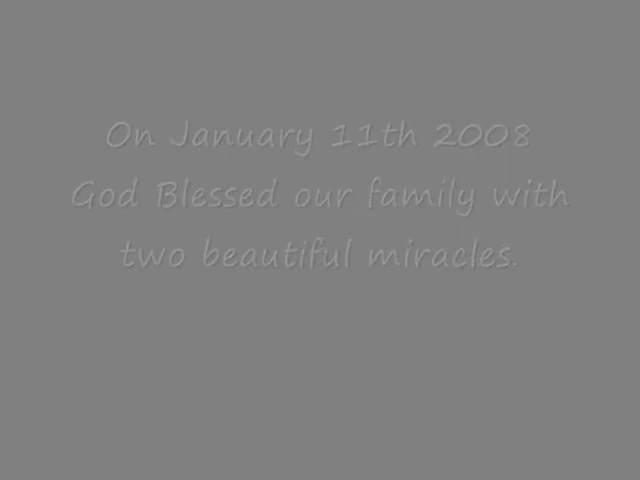 On January 11th 2008
God Blessed our family with
two beautiful miracles.